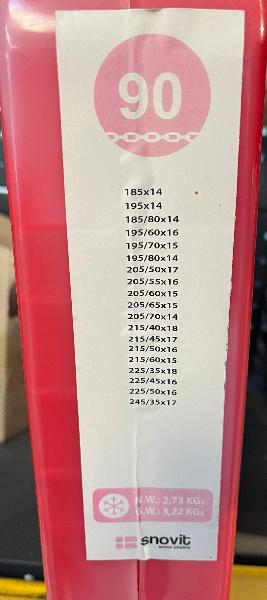 90
185x14
195x14
185/80x14
195/60x16
195/70x15
195/80x14
205/50x17
205/55x16
205/60x15
205/65x15
205/70x14
215/40x18
215/45x17
215/50x16
215/60x15
225/35x18
225/45x16
225/50x16
245/35x17
N.W.: 2,73 KGs
G.W.: 3,22 KGs
snovit
snow chains